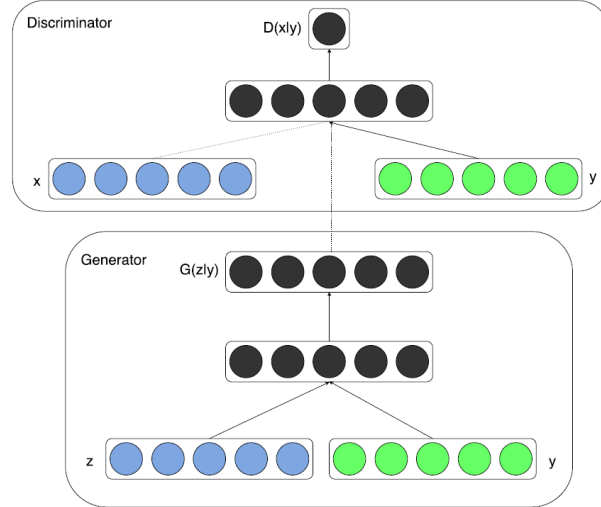 Discriminator
D(x|y)
x
y
Generator
G(z|y)
z
y